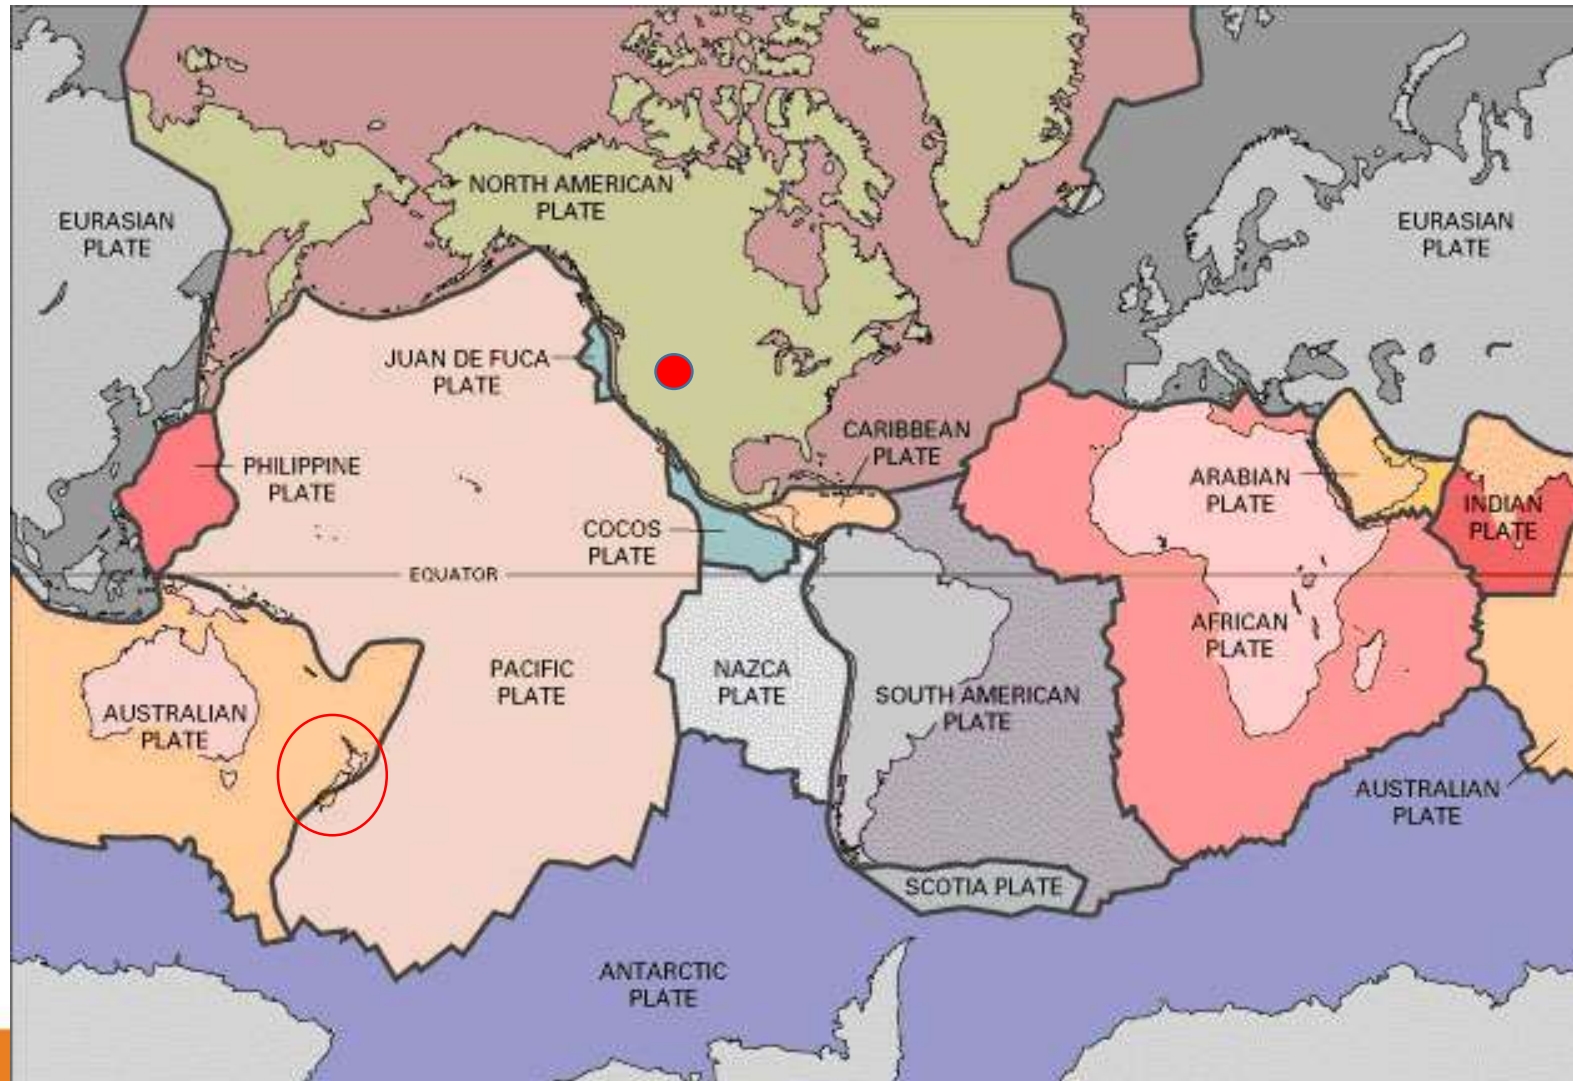 NORTH AMERICAN
PLATE
EURASIAN
PLATE
EURASIAN
PLATE
JUAN DE FUCA
PLATE
CARIBBEAN
PLATE
PHILIPPINE
PLATE
ARABIAN
PLATE
INDIAN
PLATE
COCOS
PLATE
EQUATOR
AFRICAN
PLATE
PACIFIC
PLATE
NAZCA
PLATE
SOUTH AMERICAN
PLATE
AUSTRALIAN
PLATE
AUSTRALIAN
PLATE
SCOTIA PLATE
ANTARCTIC
PLATE